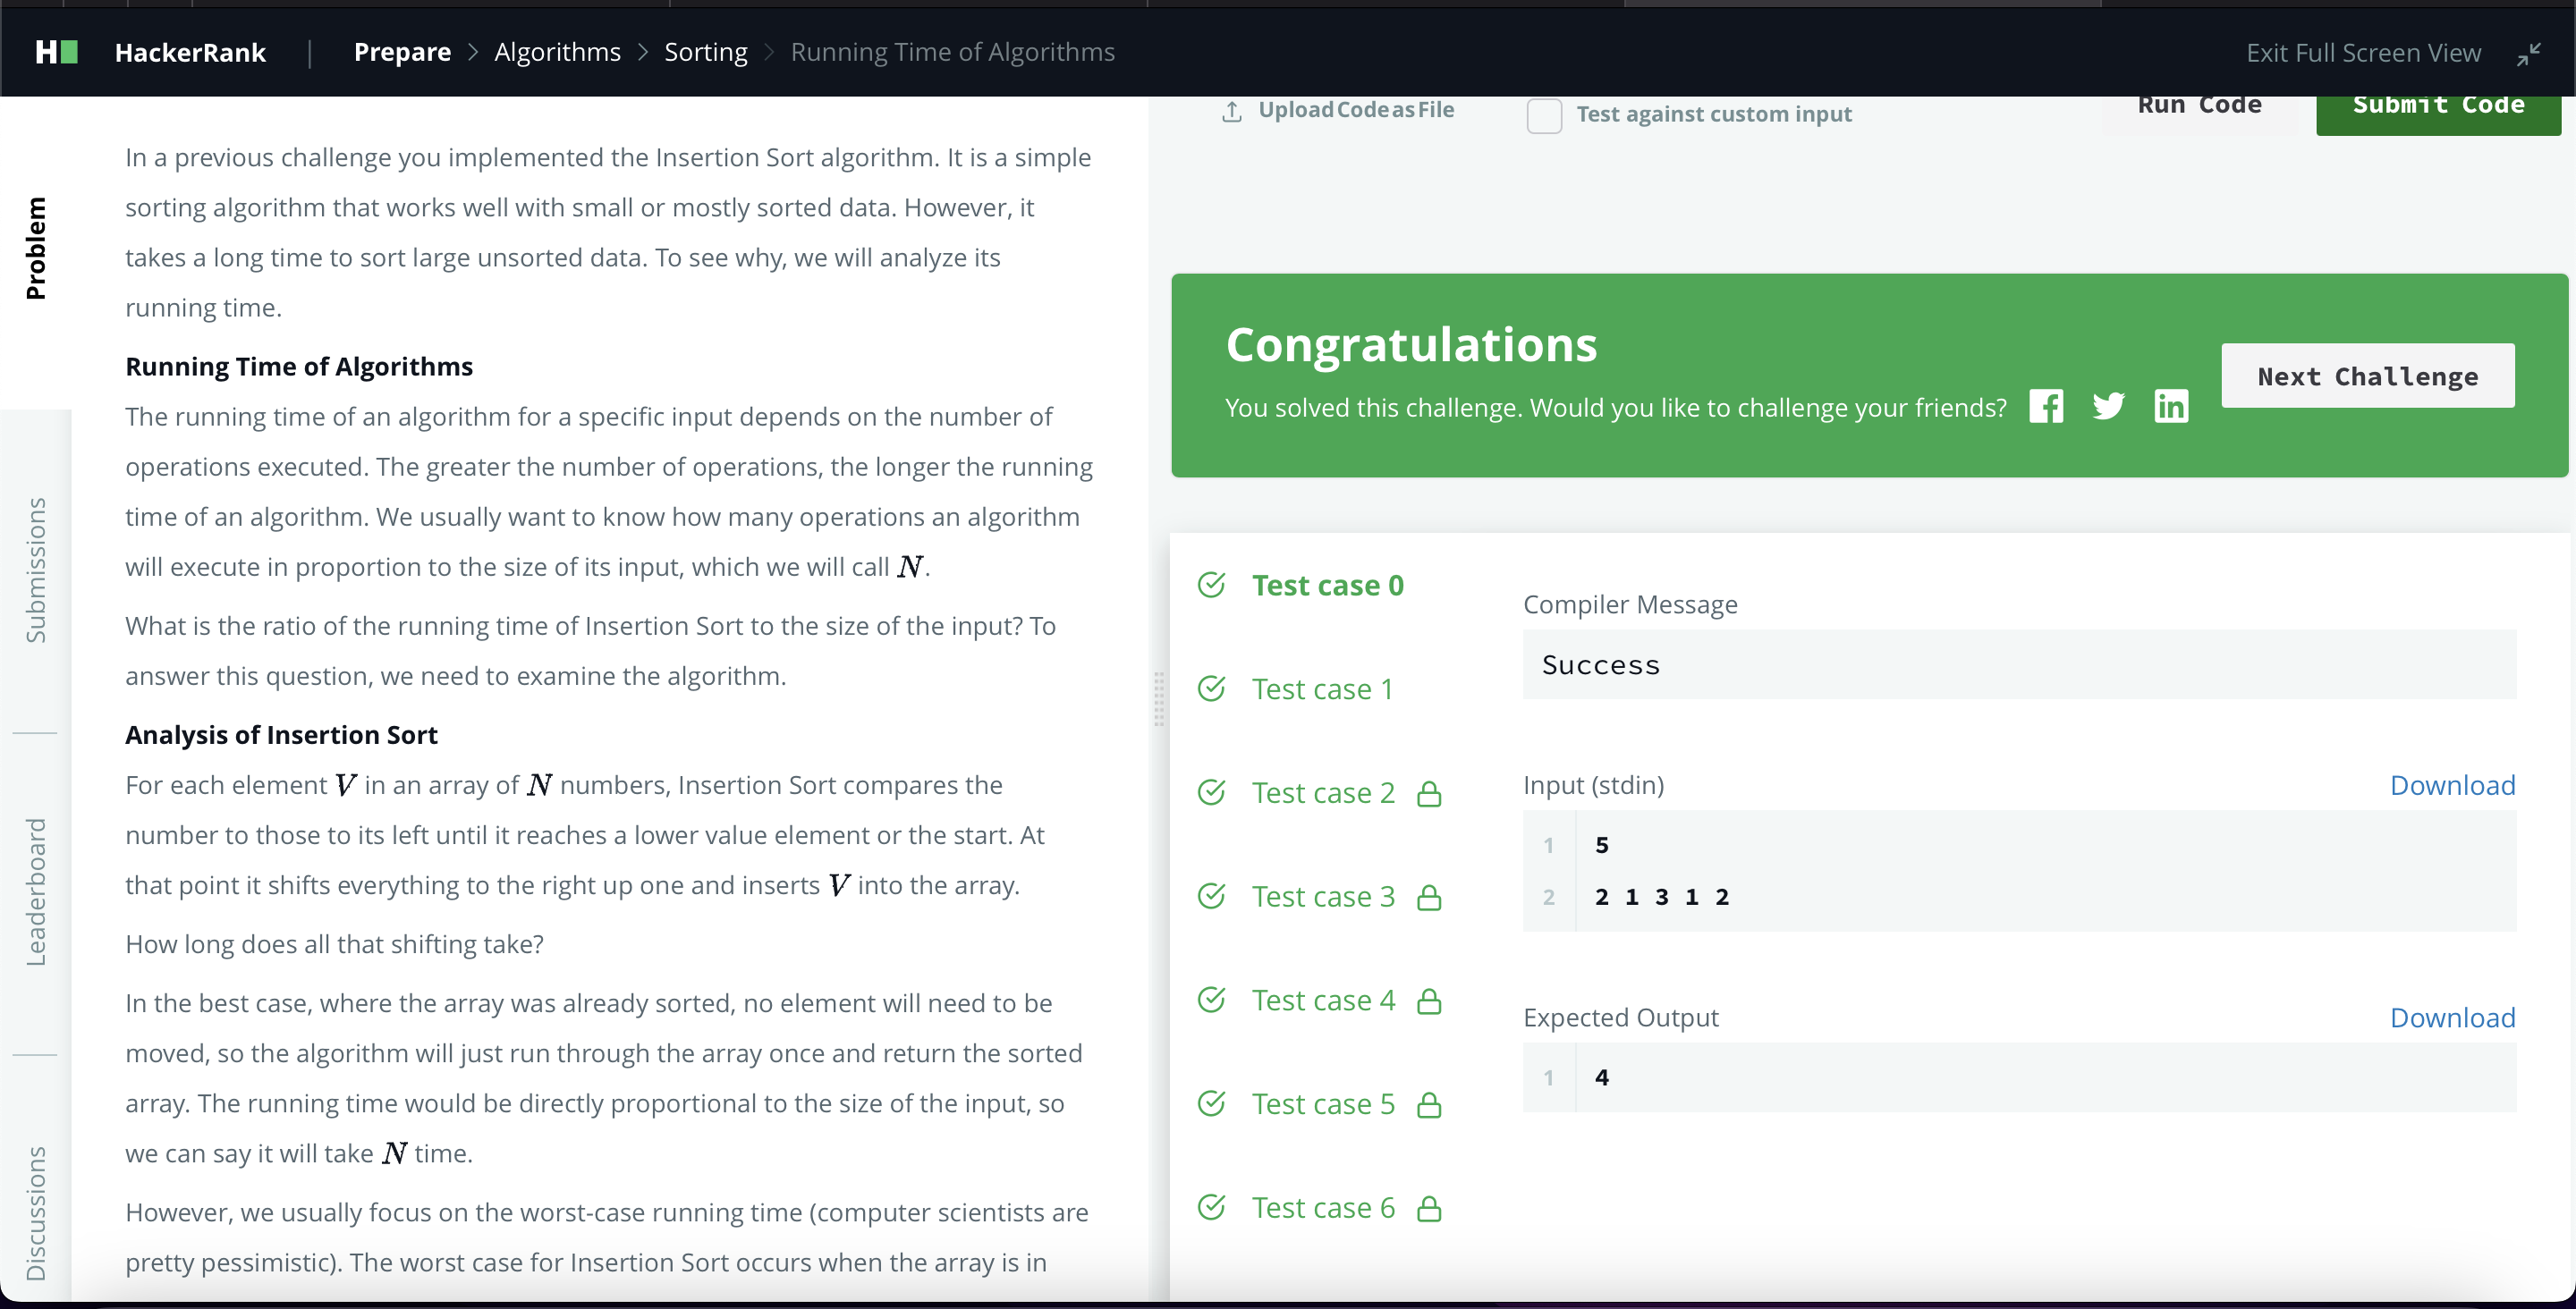 H
HackerRank | Prepare > Algorithms > Sorting > Running Time of Algorithms
Exit Full Screen View
Problem
Submissions
Leaderboard
Discussions
In a previous challenge you implemented the Insertion Sort algorithm. It is a simple
sorting algorithm that works well with small or mostly sorted data. However, it
takes a long time to sort large unsorted data. To see why, we will analyze its
running time.
Running Time of Algorithms
The running time of an algorithm for a specific input depends on the number of
operations executed. The greater the number of operations, the longer the running
time of an algorithm. We usually want to know how many operations an algorithm
will execute in proportion to the size of its input, which we will call N.
What is the ratio of the running time of Insertion Sort to the size of the input? To
answer this question, we need to examine the algorithm.
Analysis of Insertion Sort
For each element V in an array of N numbers, Insertion Sort compares the
number to those to its left until it reaches a lower value element or the start. At
that point it shifts everything to the right up one and inserts V into the array.
How long does all that shifting take?
In the best case, where the array was already sorted, no element will need to be
moved, so the algorithm will just run through the array once and return the sorted
array. The running time would be directly proportional to the size of the input, so
we can say it will take N time.
However, we usually focus on the worst-case running time (computer scientists are
pretty pessimistic). The worst case for Insertion Sort occurs when the array is in
Upload Code as File
Test against custom input
Run Code
Submit Code
Congratulations
You solved this challenge. Would you like to challenge your friends?
Next Challenge
Test case 0
Test case 1
Test case 2
Test case 3
Test case 4
Test case 5
Test case 6
Compiler Message
Success
Input (stdin)
Download
1 5
2 2 1 3 1 2
Expected Output
Download
1 4